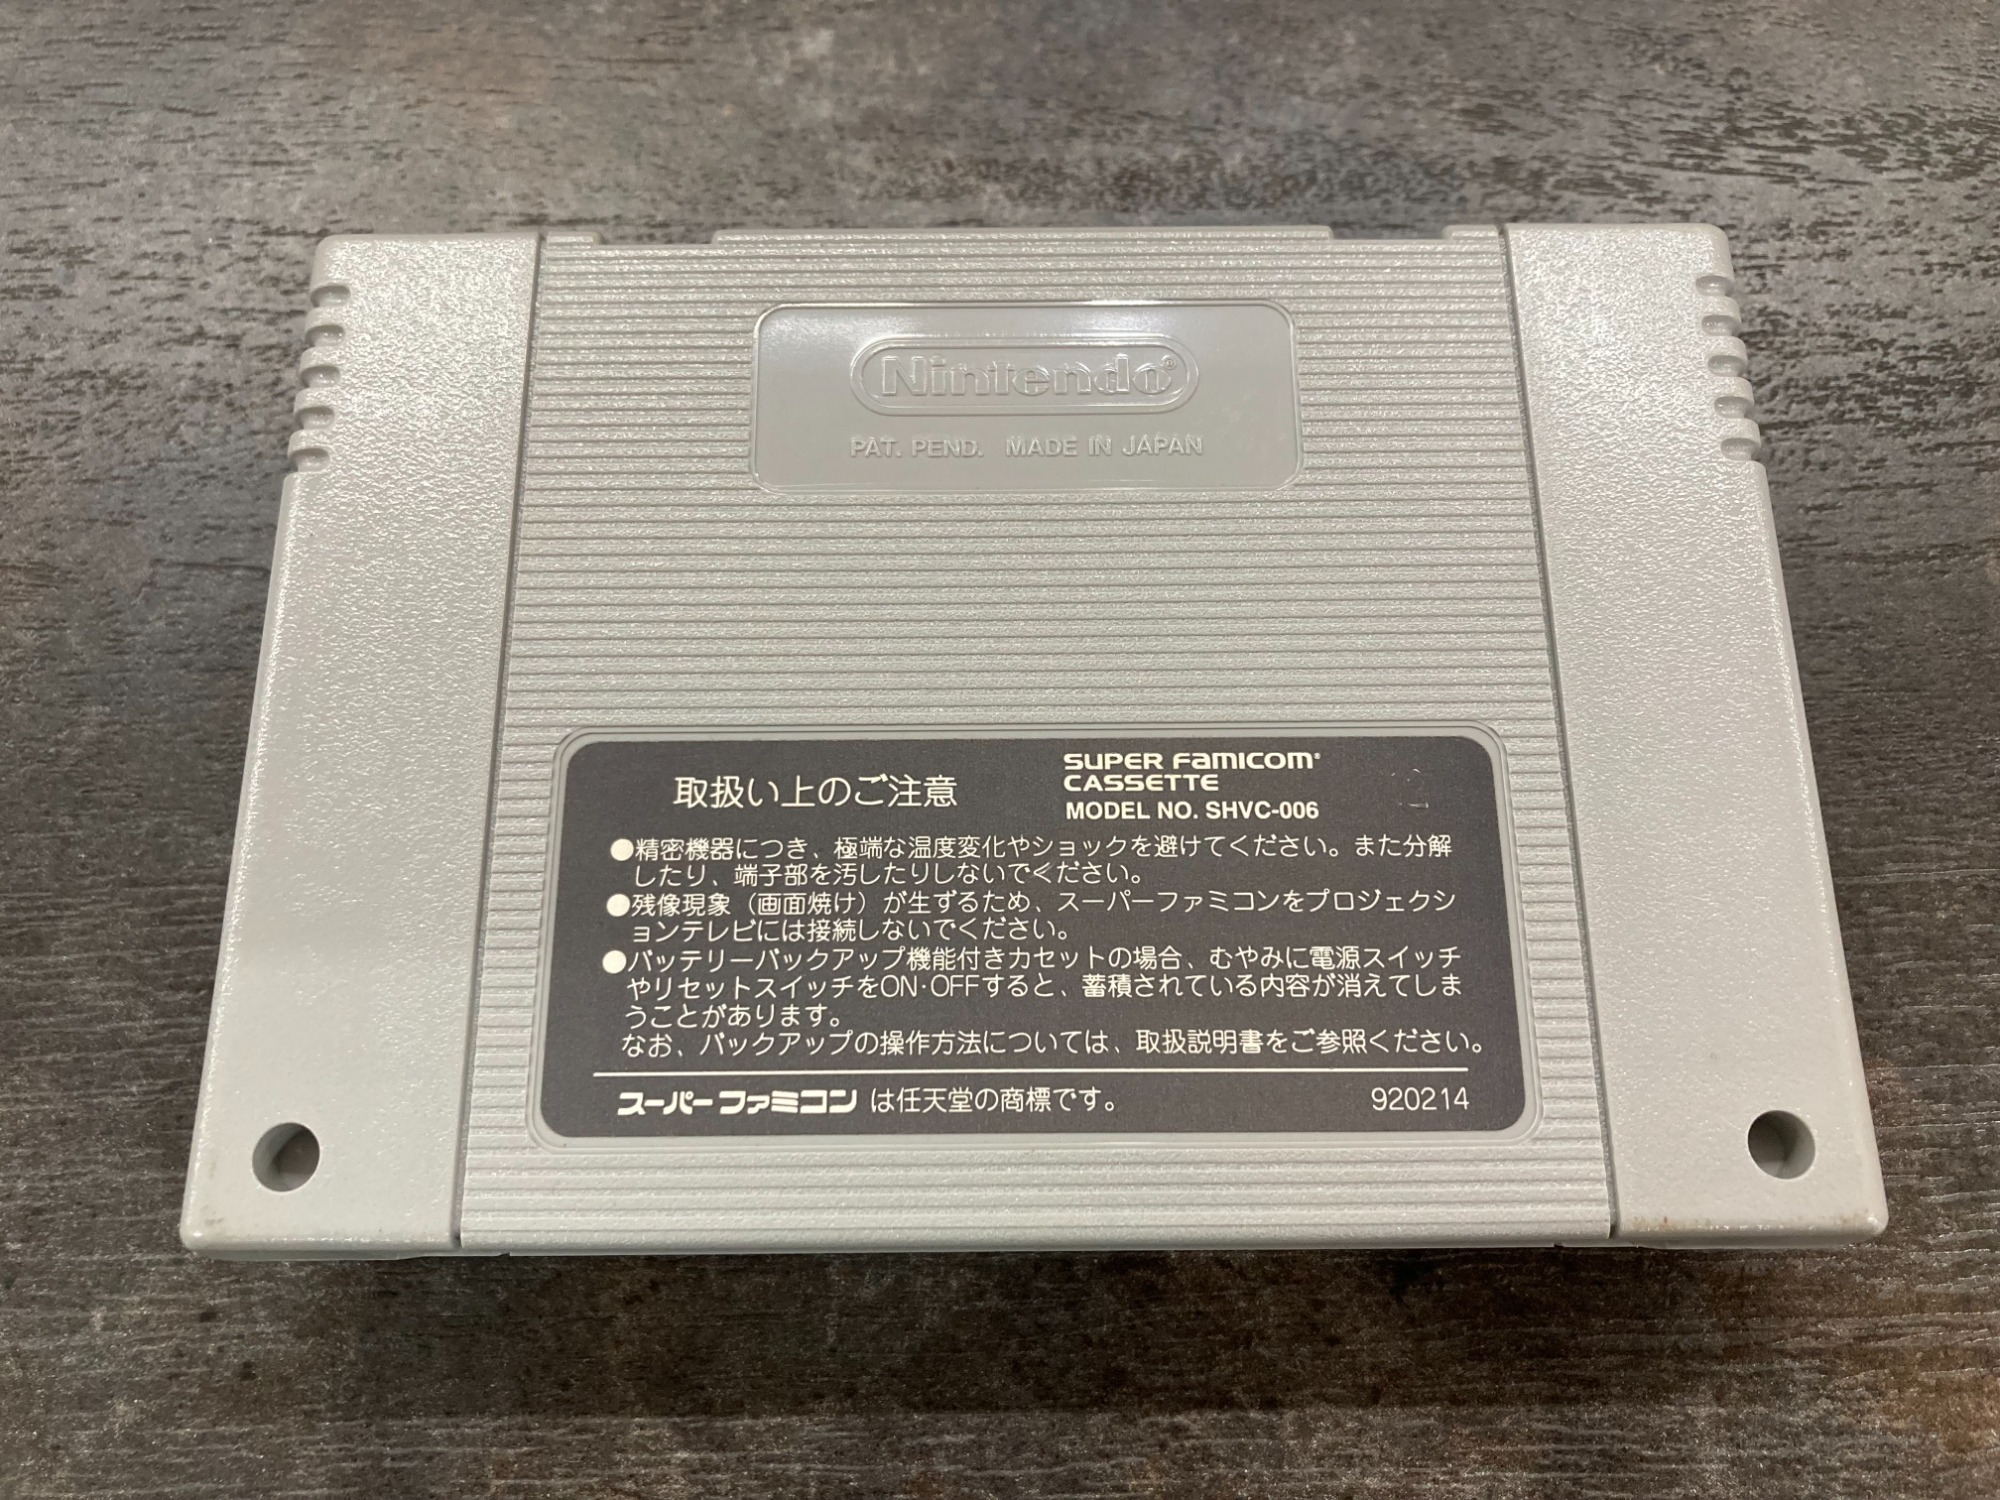 Nintendo®
PAT. PEND. MADE IN JAPAN
取扱い上のご注意
SUPER FAMICOM®
CASSETTE
MODEL NO. SHVC-006
●精密機器につき、極端な温度変化やショックを避けてください。また分解
したり、端子部を汚したりしないでください。
●残像現象（画面焼け）が生ずるため、スーパーファミコンをプロジェクシ
ョンテレビには接続しないでください。
●バッテリーバックアップ機能付きカセットの場合、むやみに電源スイッチ
やリセットスイッチをON·OFFすると、蓄積されている内容が消えてしま
うことがあります。
なお、バックアップの操作方法については、取扱説明書をご参照ください。
スーパーファミコン は任天堂の商標です。
920214